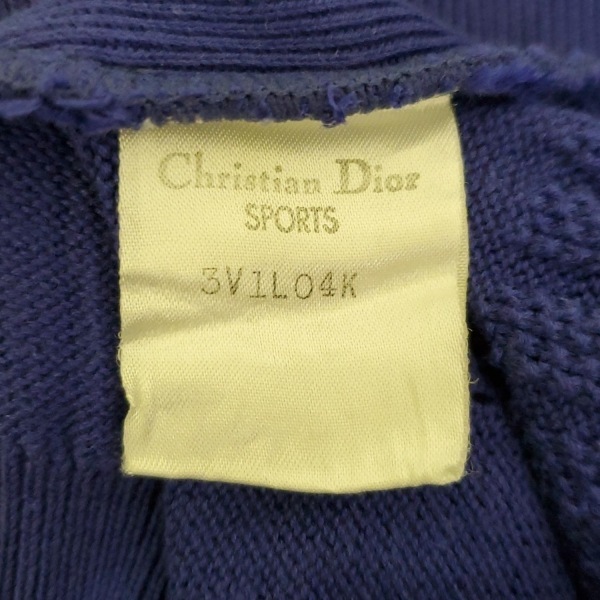 Christian Dior
SPORTS
3V1L04K